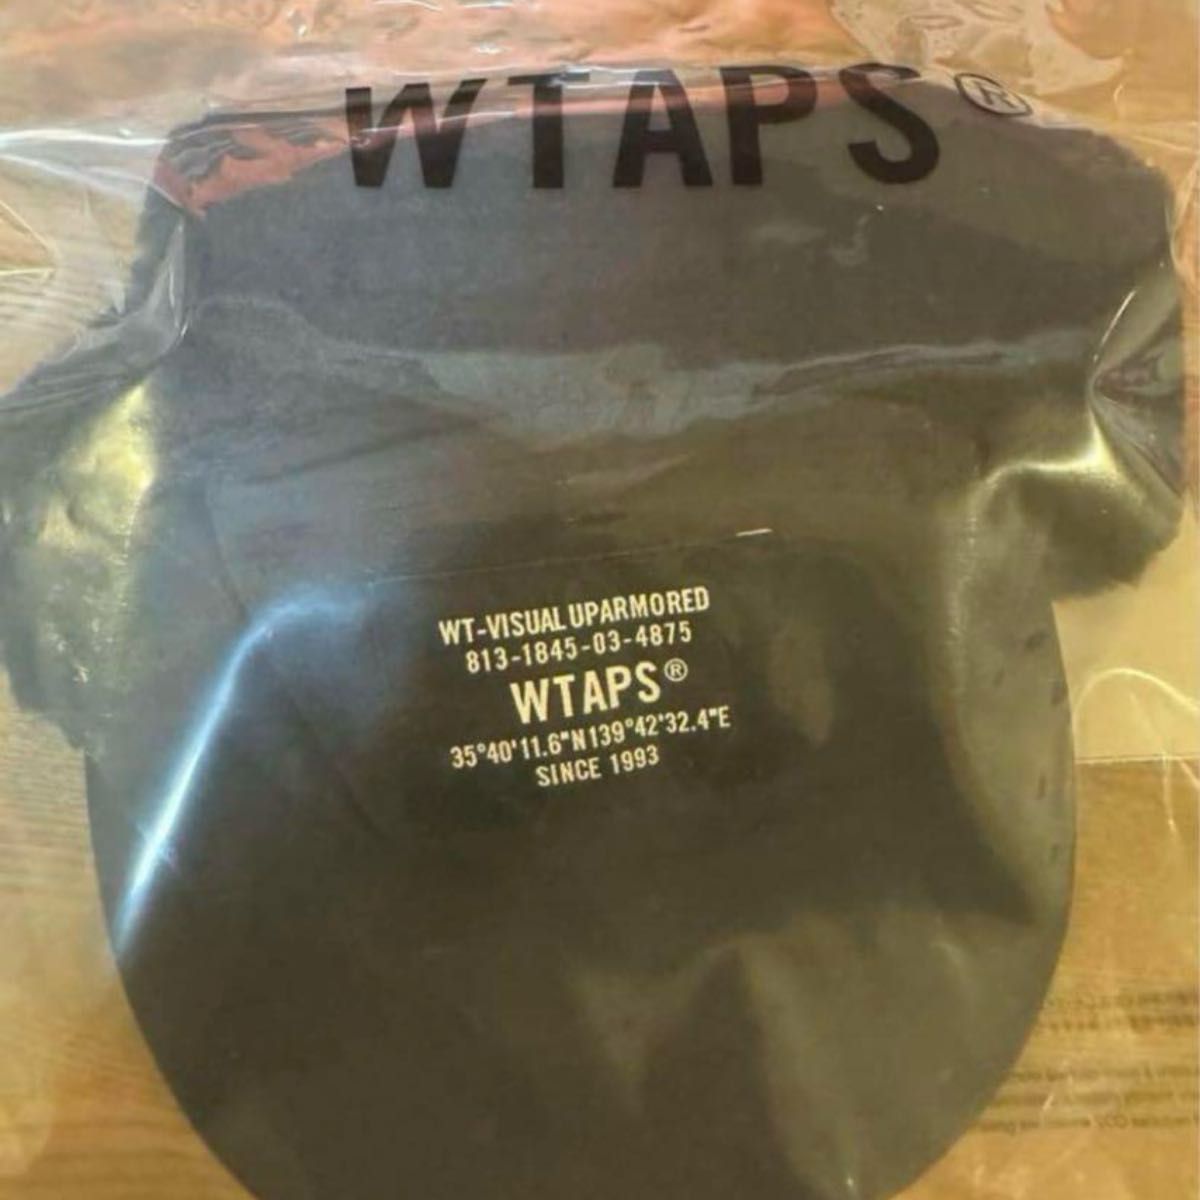 WTAPS®
WT-VISUAL UPARMORED
813-1845-03-4875
WTAPS®
35°40'11.6"N139°42'32.4"E
SINCE 1993